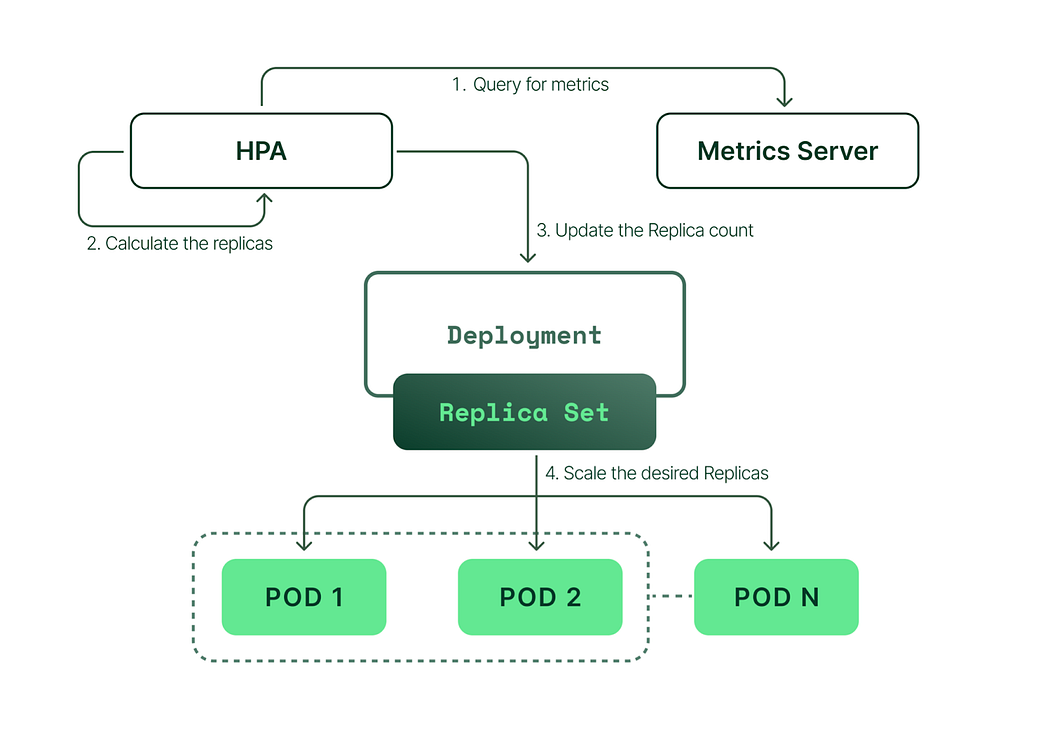 1. Query for metrics
HPA
Metrics Server
2. Calculate the replicas
3. Update the Replica count
Deployment
Replica Set
4. Scale the desired Replicas
POD 1
POD 2
POD N